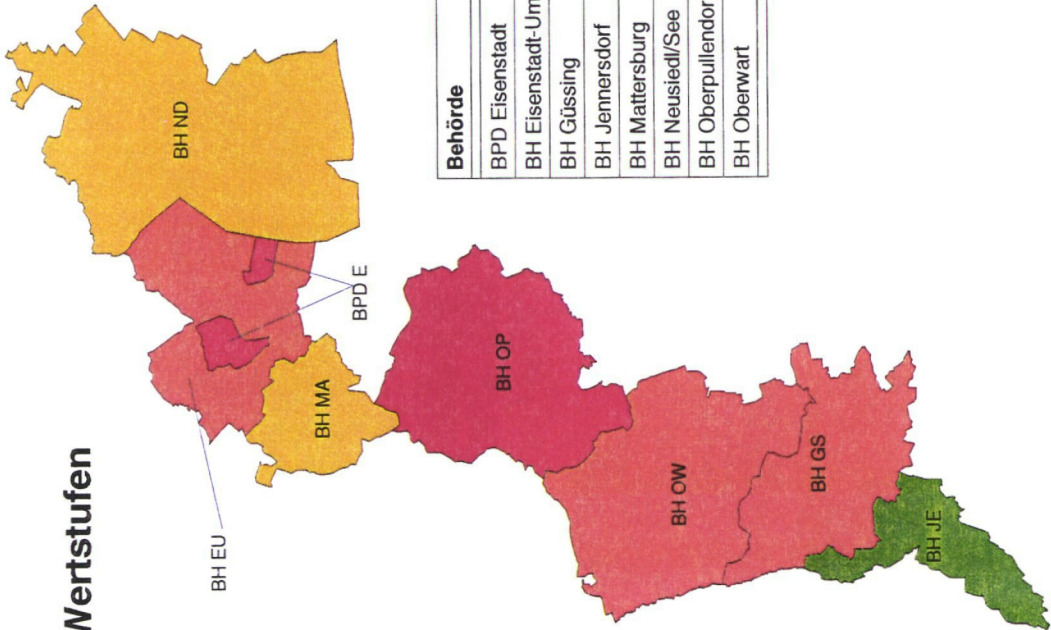 Wertstufen
BH EU
BH ND
BPD E
BH MA
BH OP
BH OW
BH GS
BH JE
Behörde
BPD Eisenstadt
BH Eisenstadt-Um
BH Güssing
BH Jennersdorf
BH Mattersburg
BH Neusiedl/See
BH Oberpullendor
BH Oberwart